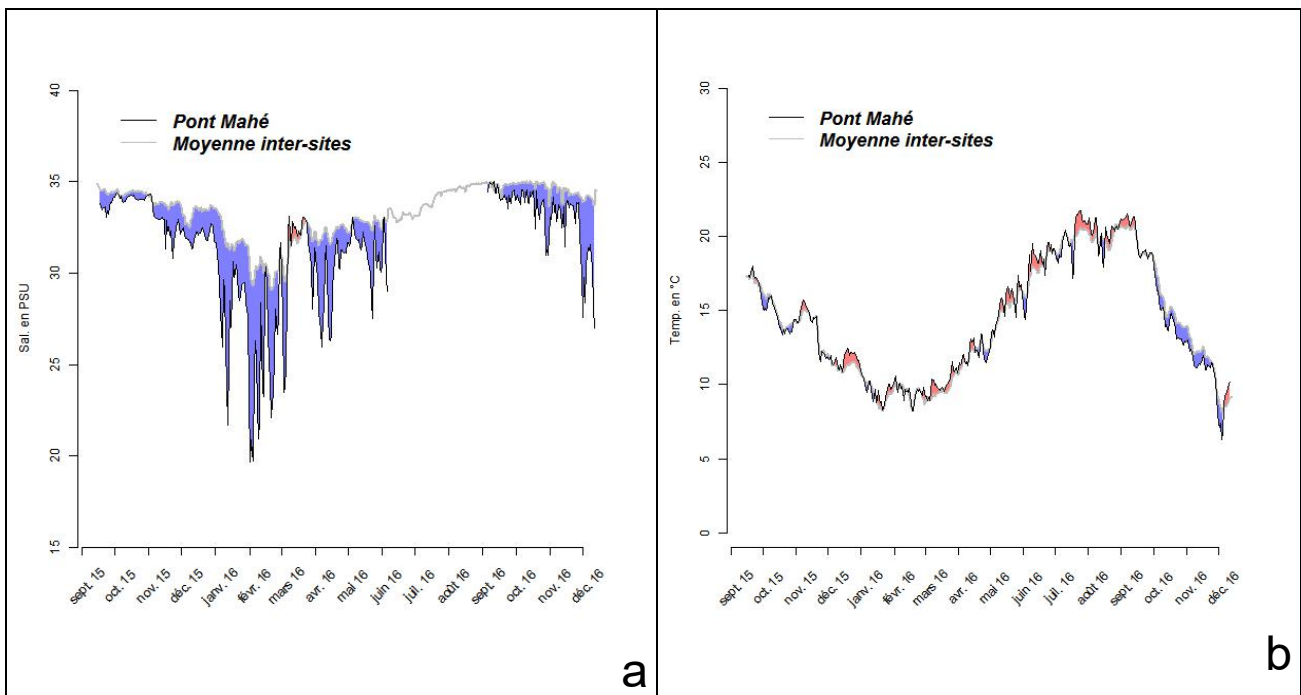 Pont Mahé
Moyenne inter-sites
Sal. en PSU
40
35
30
25
20
15
sept. 15
oct. 15
nov. 15
déc. 15
janv. 16
févr. 16
mars 16
avr. 16
mai. 16
juin 16
jul. 16
août 16
sept. 16
oct. 16
nov. 16
déc. 16
a
Pont Mahé
Moyenne inter-sites
Temp. en °C
30
25
20
15
10
5
0
sept. 15
oct. 15
nov. 15
déc. 15
janv. 16
févr. 16
mars 16
avr. 16
mai. 16
juin 16
jul. 16
août 16
sept. 16
oct. 16
nov. 16
déc. 16
b